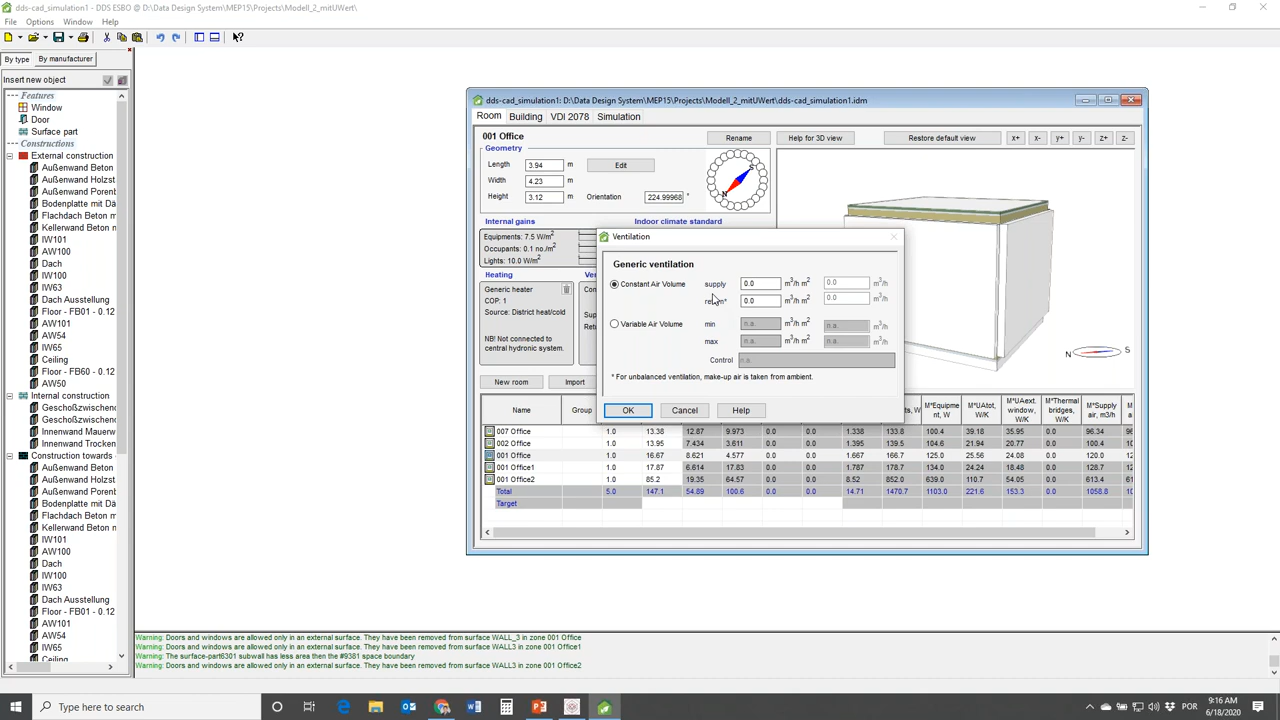 dds-cad_simulation1 - DDS ESBO - [D:\Data Design System\MEP15\Projects\Modell_2_mitUWert\]
File Options Window Help
By type By manufacturer
Insert new object
Features
Window
Door
Surface part
Constructions
External construction
Außenwand Beton
Außenwand Holzst
Außenwand Porenb
Bodenplatte mit Dä
Flachdach Beton m
Kellerwand Beton m
IW101
AW100
Dach
IW100
IW63
Dach Ausstellung
Floor - FB01 - 0.12
AW101
AW54
IW65
Ceiling
Floor - FB60 - 0.12
AW50
Internal construction
Geschoßzwischen
Geschoßzwischen
Innenwand Mauerw
Innenwand Trocken
Construction towards
Außenwand Beton
Außenwand Holzst
Außenwand Porenb
Bodenplatte mit Dä
Flachdach Beton m
Kellerwand Beton m
IW101
AW100
Dach
IW100
IW63
Dach Ausstellung
Floor - FB01 - 0.12
AW101
AW54
IW65
Ceiling
dds-cad_simulation1: D:\Data Design System\MEP15\Projects\Modell_2_mitUWert\dds-cad_simulation1.idm
Room Building VDI 2078 Simulation
001 Office Rename Help for 3D view Restore default view x+ x- y+ y- z+ z-
Geometry
Length 3.94 m Edit
Width 4.23 m
Height 3.12 m Orientation 224.99968 °
S
N
Internal gains Indoor climate standard
Equipments: 7.5 W/m²
Occupants: 0.1 no./m²
Lights: 10.0 W/m²
Heating
Generic heater
COP: 1
Source: District heat/cold
NB! Not connected to
central hydronic system.
New room Import
Ventilation
Generic ventilation
Constant Air Volume supply 0.0 m³/h m² 0.0 m³/h
0.0 m³/h m² 0.0 m³/h
Variable Air Volume min n.a. m³/h m² n.a. m³/h
max n.a. m³/h m² n.a. m³/h
Control n.a.
* For unbalanced ventilation, make-up air is taken from ambient.
OK Cancel Help
N S
Name Group M*Equipme nt, W M*UAtot, W/K M*UAext. window, W/K M*Thermal bridges, W/K M*Supply air, m3/h
007 Office 1.0 13.38 12.87 9.973 0.0 0.0 1.338 133.8 100.4 39.18 35.95 0.0 96.34
002 Office 1.0 13.95 7.434 3.611 0.0 0.0 1.395 139.5 104.6 21.94 20.77 0.0 100.4
001 Office 1.0 16.67 8.621 4.577 0.0 0.0 1.667 166.7 125.0 25.56 24.08 0.0 120.0
001 Office1 1.0 17.87 6.614 17.83 0.0 0.0 1.787 178.7 134.0 24.24 18.48 0.0 128.7
001 Office2 1.0 85.2 19.35 64.57 0.0 0.0 8.52 852.0 639.0 110.7 54.05 0.0 613.4
Total 5.0 147.1 54.89 100.6 0.0 0.0 14.71 1470.7 1103.0 221.6 153.3 0.0 1058.8
Target
Warning: Doors and windows are allowed only in an external surface. They have been removed from surface WALL_3 in zone 001 Office
Warning: Doors and windows are allowed only in an external surface. They have been removed from surface WALL3 in zone 001 Office1
Warning: The surface-part6301 subwall has less area then the #9381 space boundary
Warning: Doors and windows are allowed only in an external surface. They have been removed from surface WALL3 in zone 001 Office2
Type here to search
POR
9:16 AM
6/18/2020